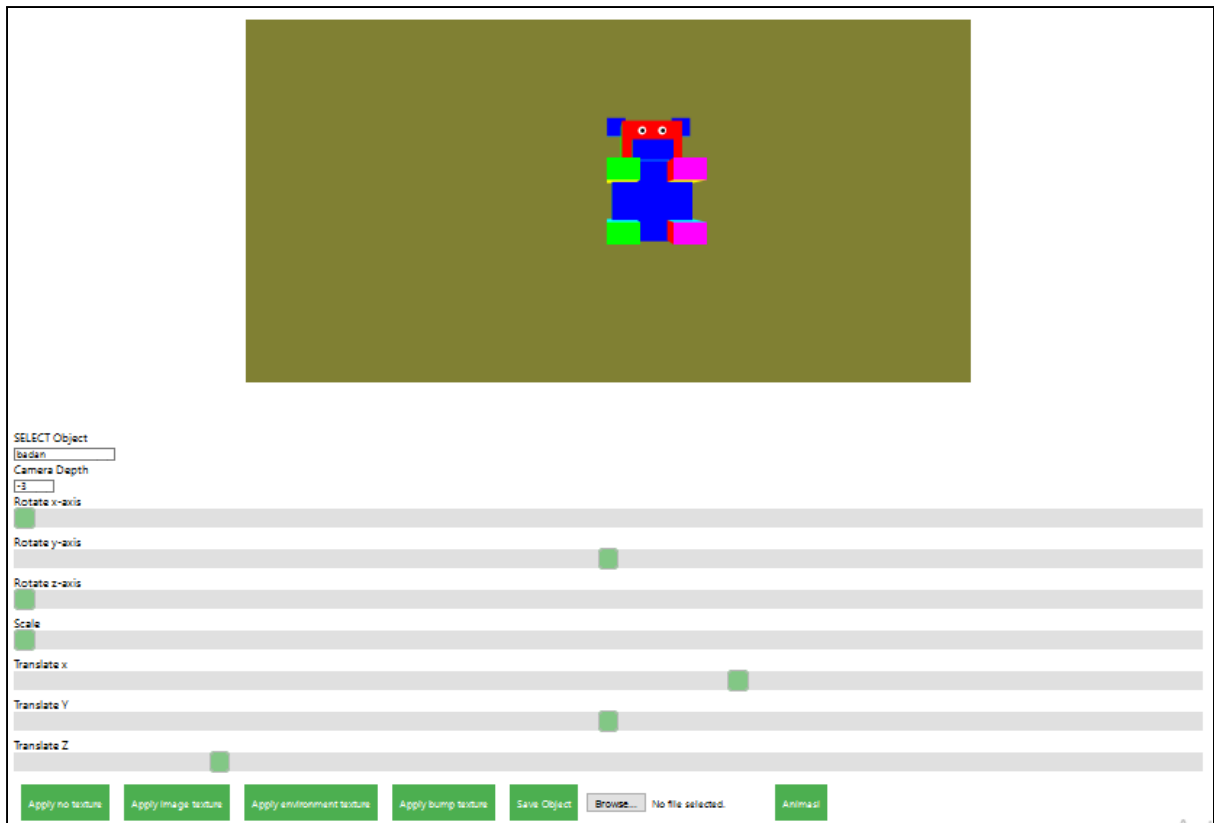 SELECT Object
badan
Camera Depth
-3
Rotate x-axis
Rotate y-axis
Rotate z-axis
Scale
Translate x
Translate Y
Translate Z
Apply no texture Apply image texture Apply environment texture Apply bump texture Save Object Browse... No file selected. Animasi